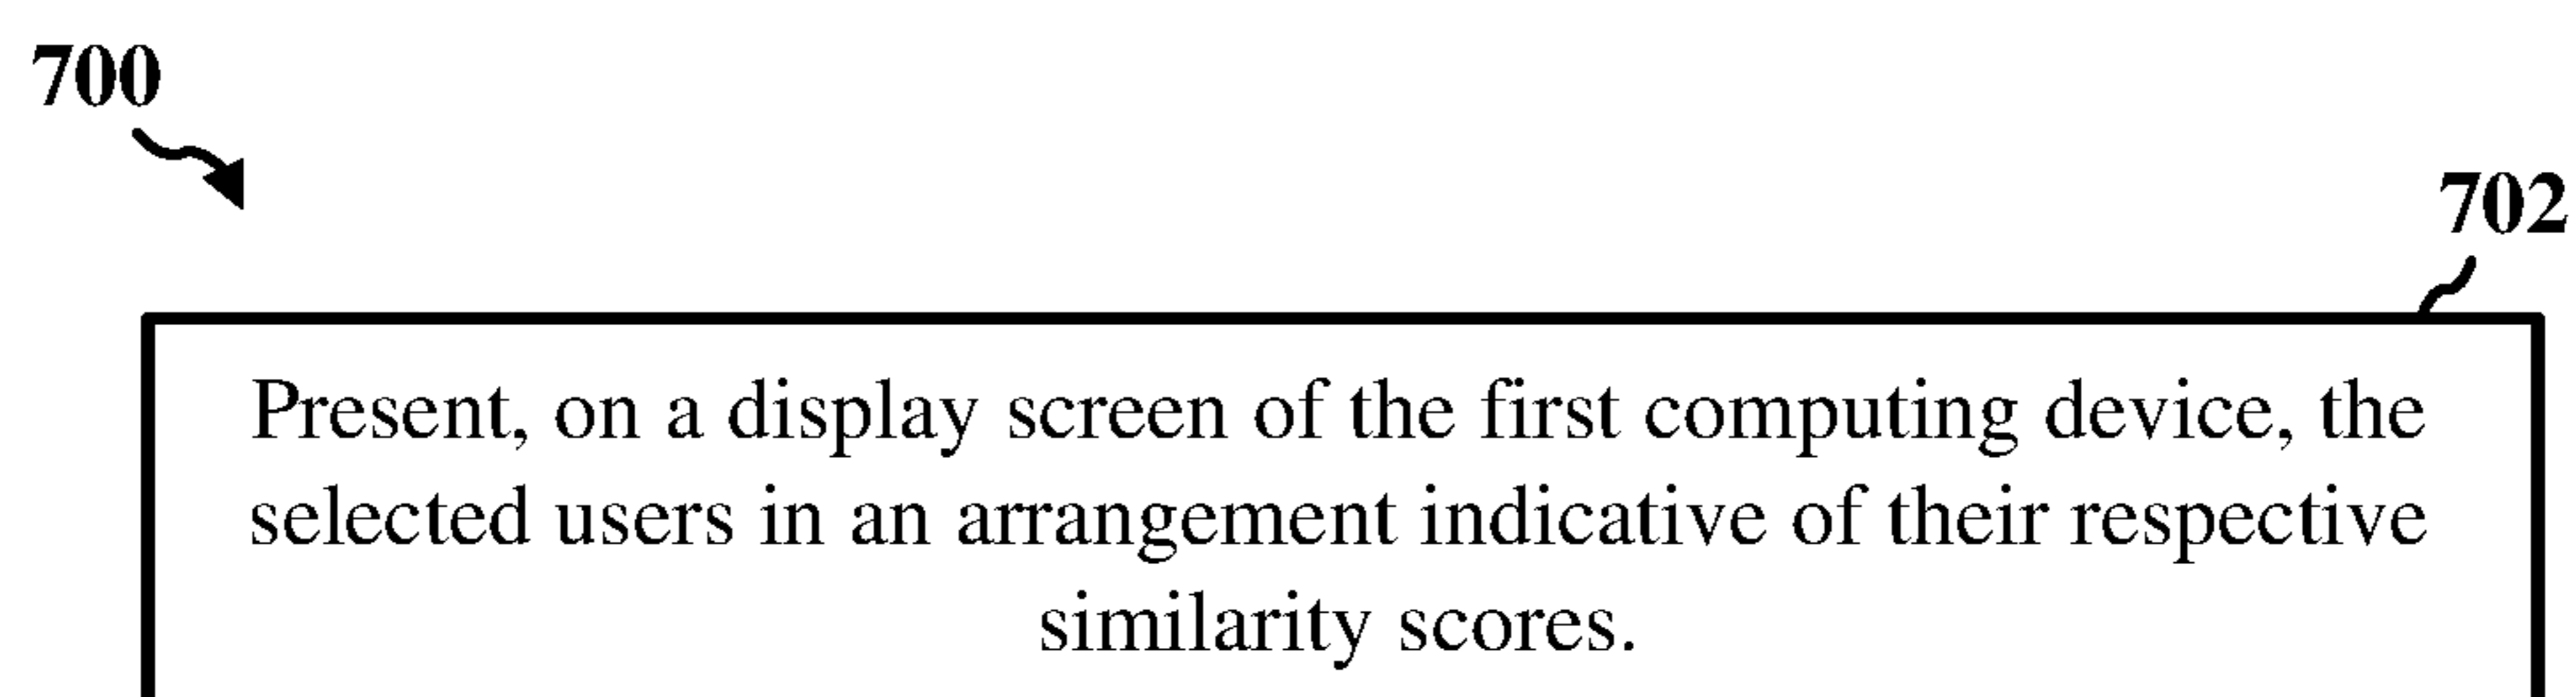 700
702
Present, on a display screen of the first computing device, the
selected users in an arrangement indicative of their respective
similarity scores.